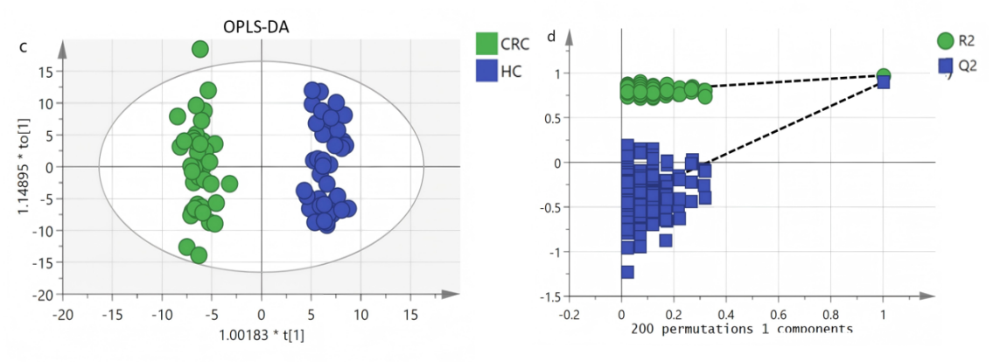 c
OPLS-DA
CRC
HC
15
10
5
0
-5
-10
-15
-20
1.14895 * to[1]
-20
-15
-10
-5
0
5
10
15
1.00183 * t[1]
d
R2
Q2
1
0.5
0
-0.5
-1
-1.5
-0.2
0
0.2
0.4
0.6
0.8
1
200 permutations 1 components